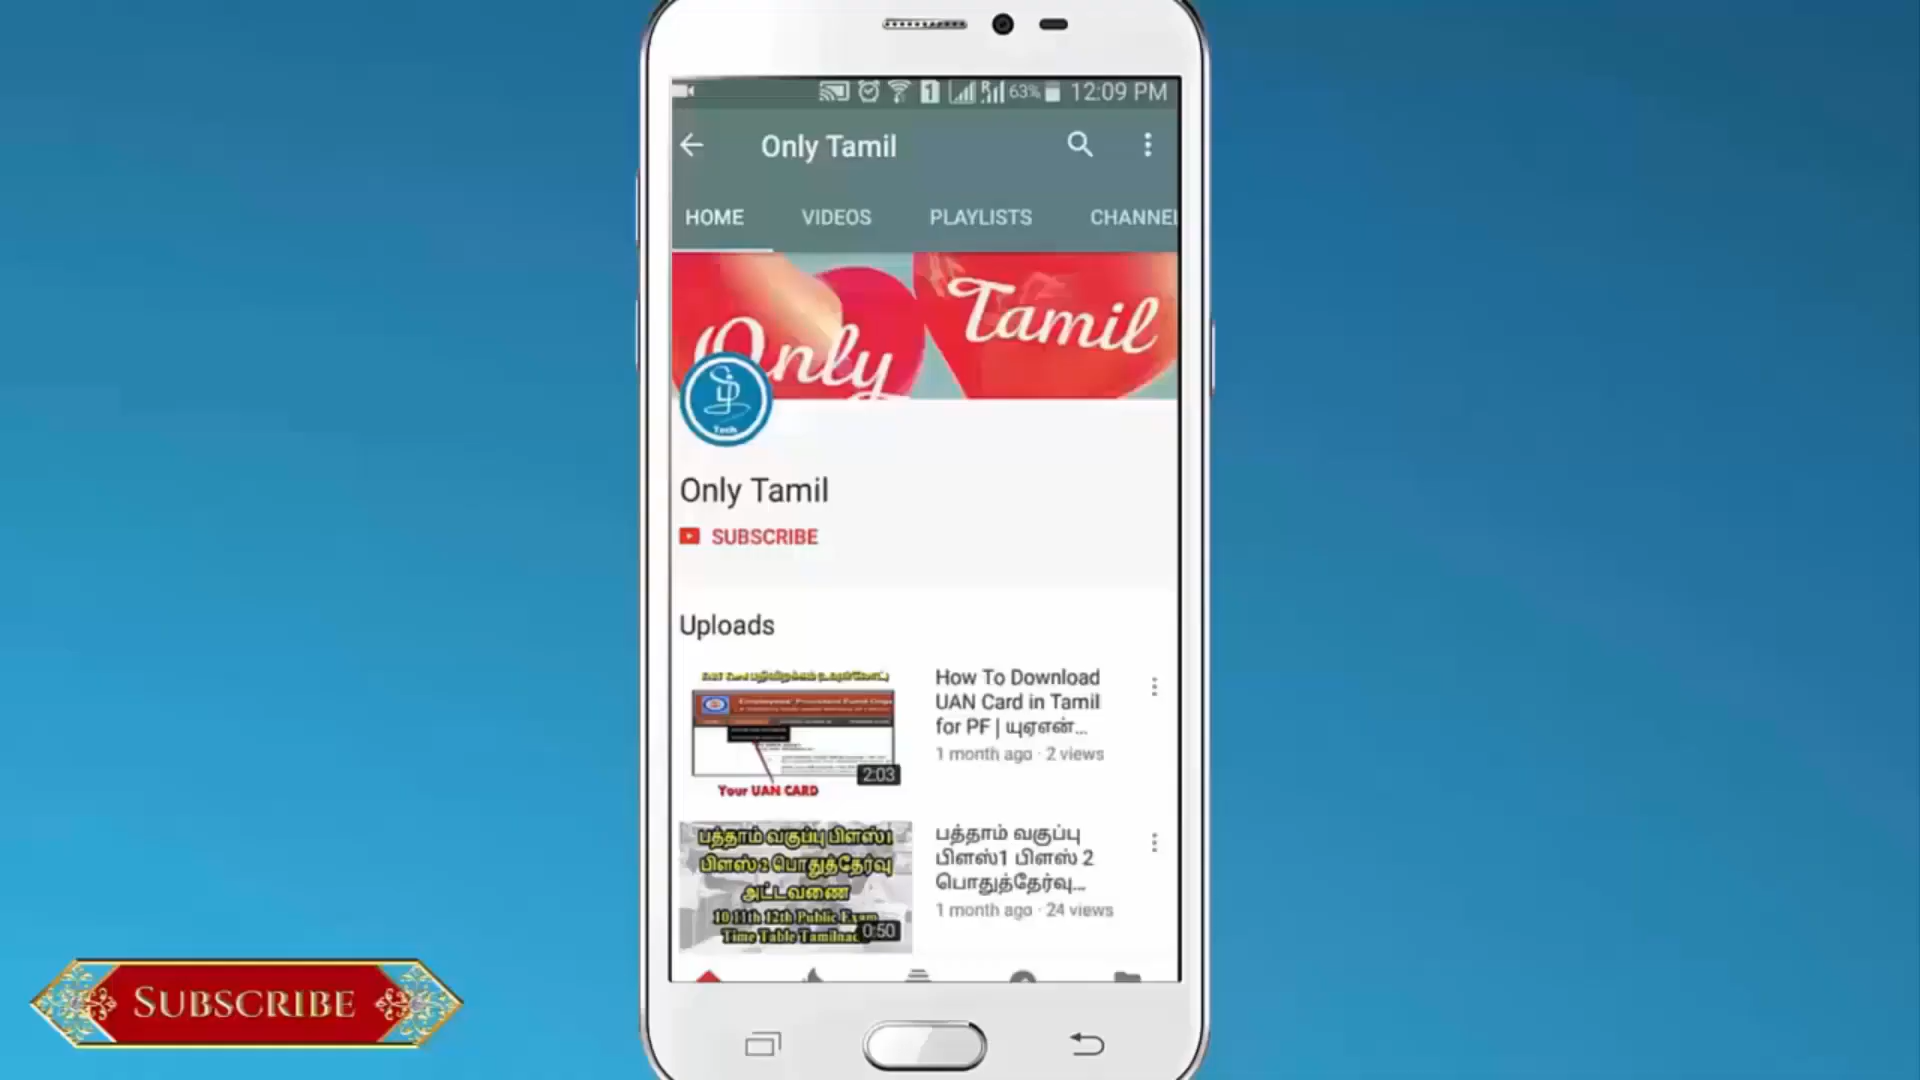 63% 12:09 PM
Only Tamil
HOME VIDEOS PLAYLISTS CHANNEL
Only Tamil
Tech
Only Tamil
SUBSCRIBE
Uploads
How To Download
UAN Card in Tamil
for PF | யுஏஎன்...
1 month ago · 2 views
2:03
Your UAN CARD
பத்தாம் வகுப்பு பிளஸ்1
பிளஸ் 2 பொதுத்தேர்வு
அட்டவணை
10 11th 12th Public Exam
Time Table Tamilnad
0:50
பத்தாம் வகுப்பு
பிளஸ்1 பிளஸ் 2
பொதுத்தேர்வு...
1 month ago · 24 views
SUBSCRIBE